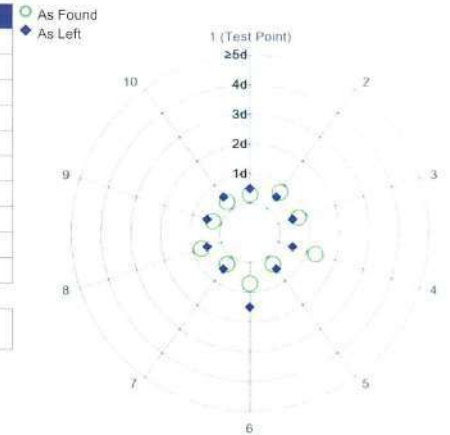 As Found
As Left
1 (Test Point)
≥5d
4d
3d
2d
1d
2
3
4
5
6
7
8
9
10